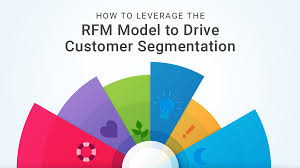 HOW TO LEVERAGE THE
RFM Model to Drive
Customer Segmentation